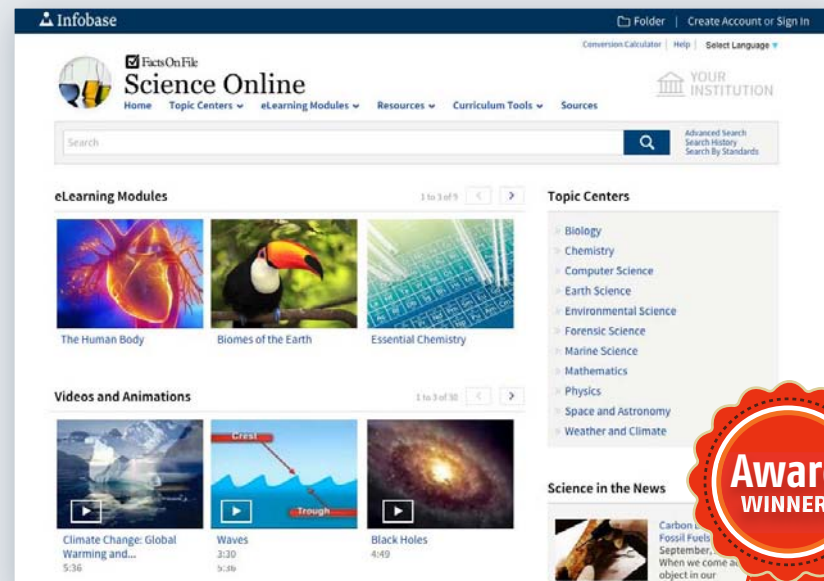 Infobase
Folder | Create Account or Sign In
Conversion Calculator | Help | Select Language
Facts On File
Science Online
YOUR
INSTITUTION
Home Topic Centers eLearning Modules Resources Curriculum Tools Sources
Search
Advanced Search
Search History
Search By Standards
eLearning Modules
1 to 3 of 9
The Human Body
Biomes of the Earth
Essential Chemistry
Videos and Animations
1 to 3 of 30
Crest
Trough
Climate Change: Global
Warming and...
5:36
Waves
3:30
5:36
Black Holes
4:49
Topic Centers
Biology
Chemistry
Computer Science
Earth Science
Environmental Science
Forensic Science
Marine Science
Mathematics
Physics
Space and Astronomy
Weather and Climate
Science in the News
Carbon
Fossil Fuels
September,
When we come
object in our
Award
WINNER